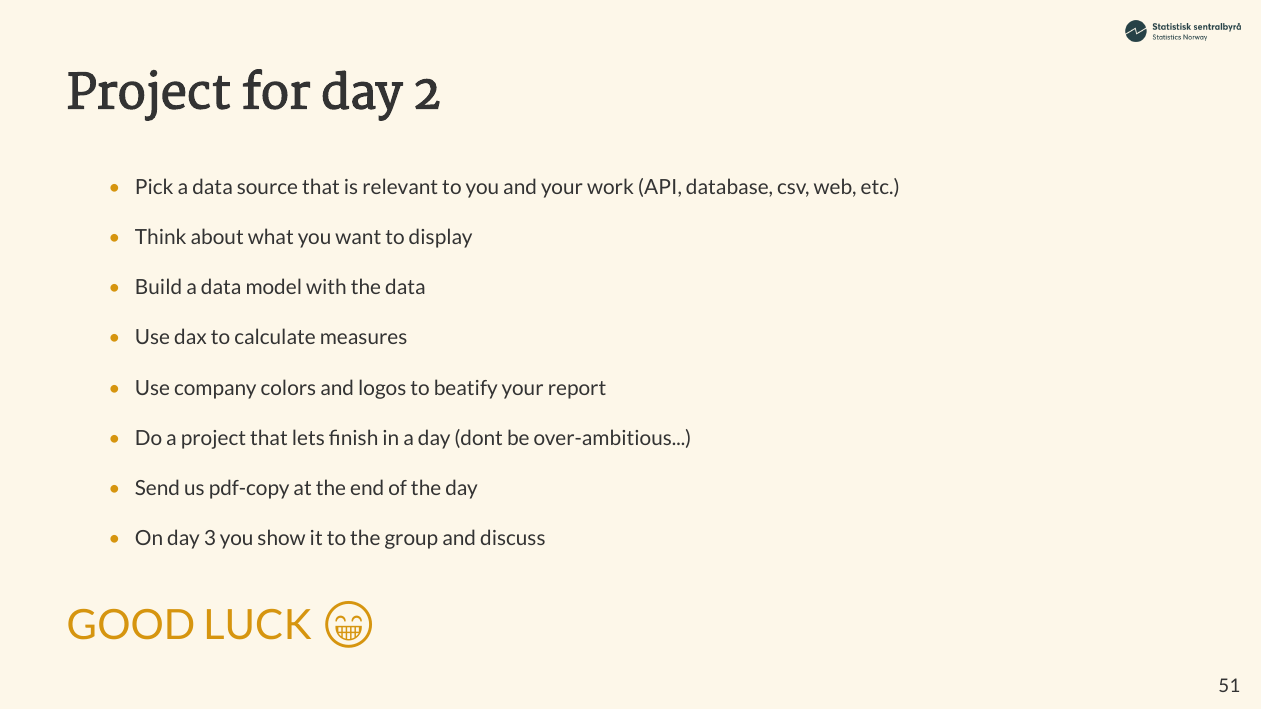 Statistisk sentralbyrå
Statistics Norway
Project for day 2
• Pick a data source that is relevant to you and your work (API, database, csv, web, etc.)
• Think about what you want to display
• Build a data model with the data
• Use dax to calculate measures
• Use company colors and logos to beatify your report
• Do a project that lets finish in a day (dont be over-ambitious...)
• Send us pdf-copy at the end of the day
• On day 3 you show it to the group and discuss
GOOD LUCK 😁
51